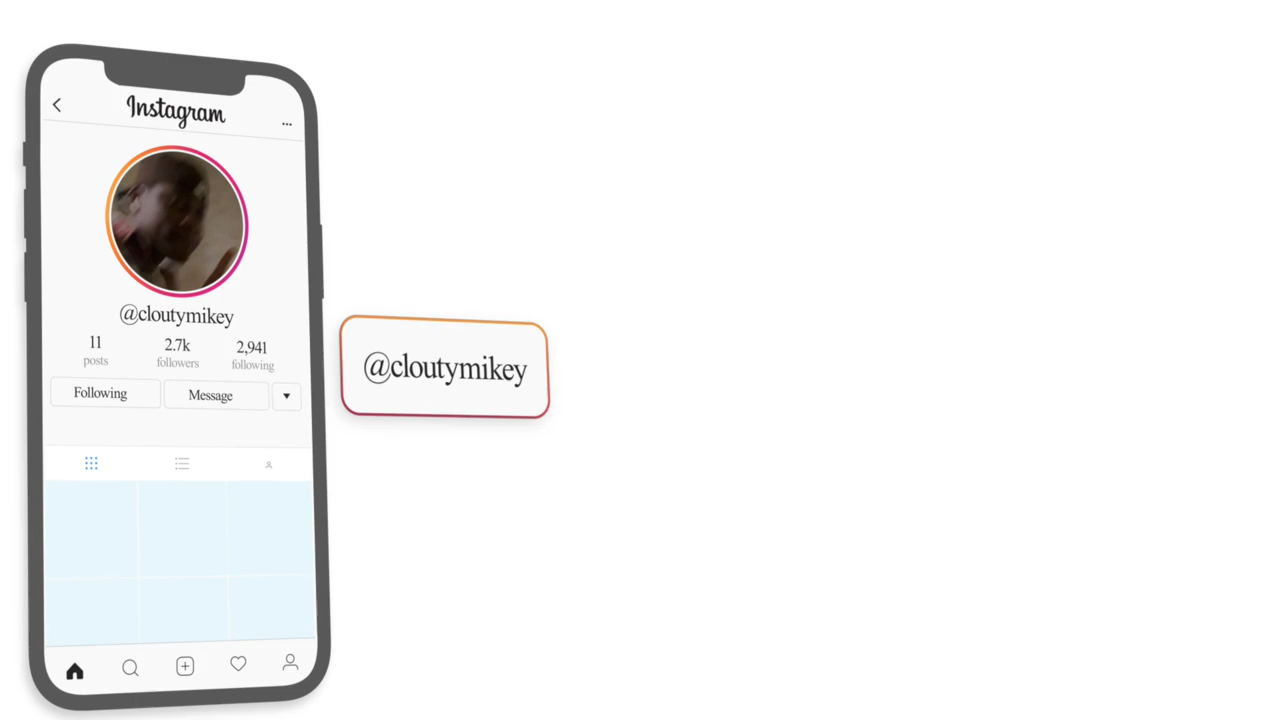 Instagram
...
@cloutymikey
11 2.7k 2,941
posts followers following
Following Message
@cloutymikey